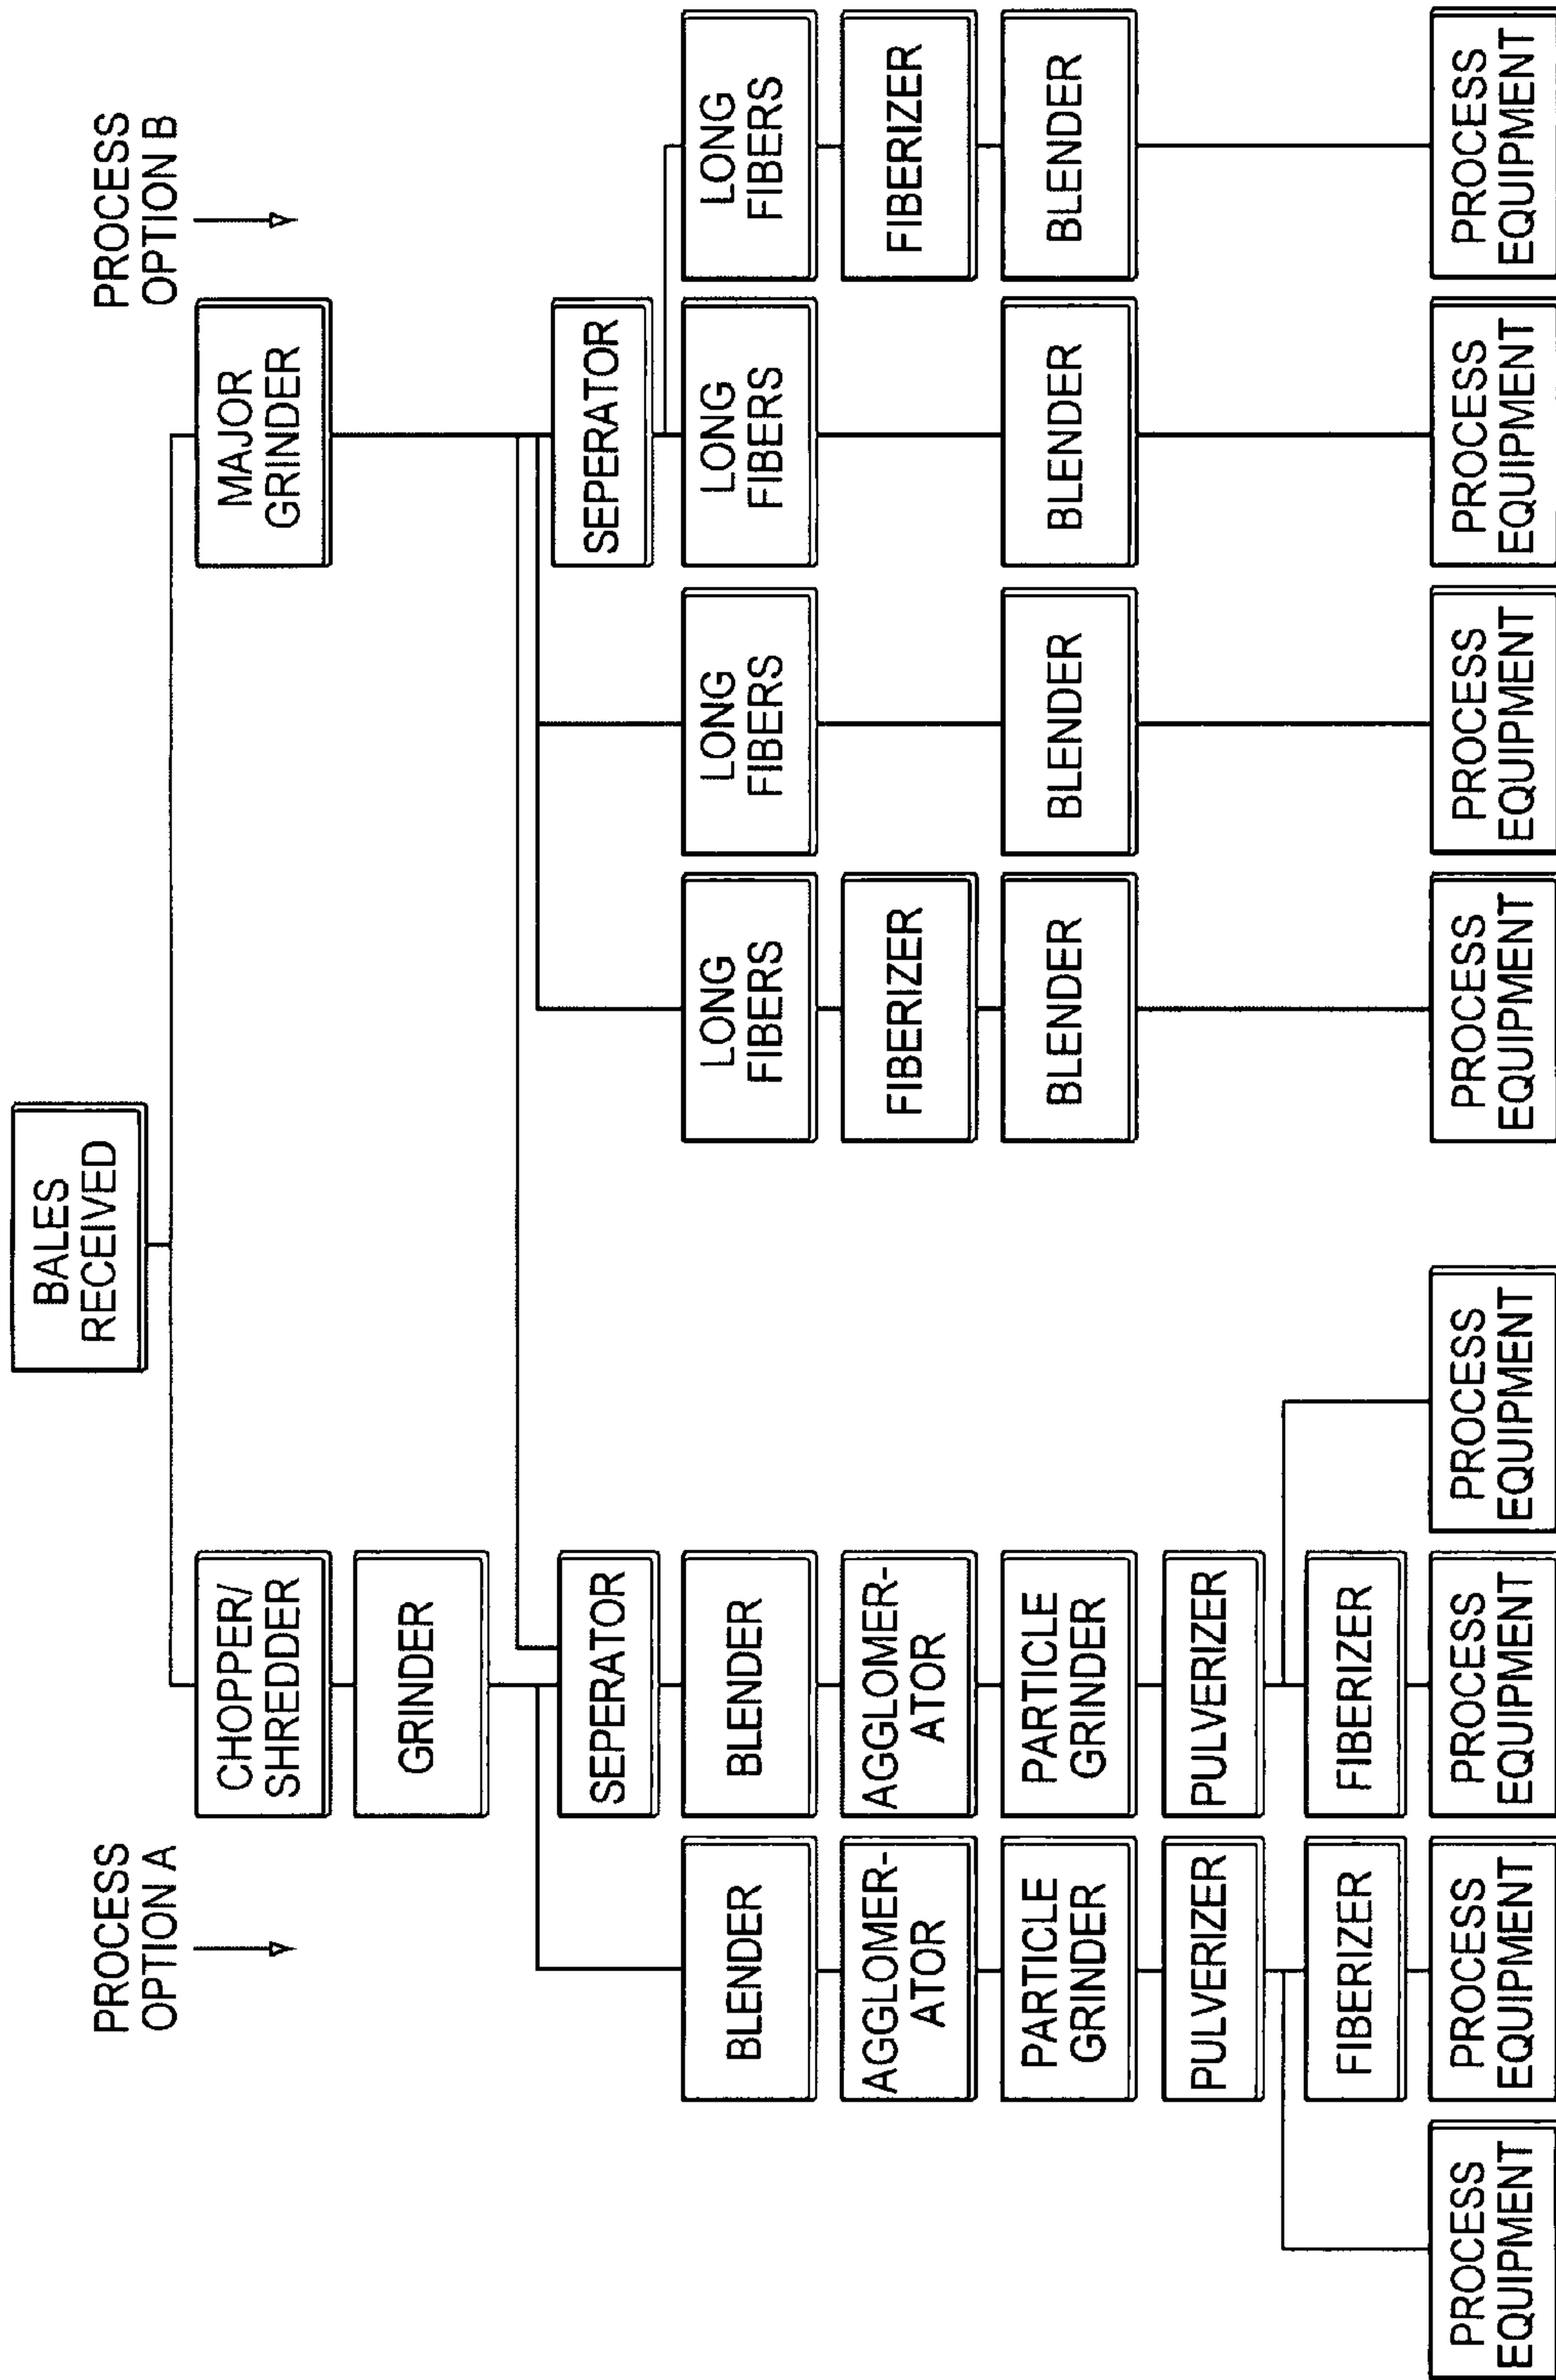 BALES
RECEIVED
PROCESS
OPTION A
PROCESS
OPTION B
CHOPPER/
SHREDDER
MAJOR
GRINDER
GRINDER
SEPERATOR
SEPERATOR
BLENDER
BLENDER
LONG
FIBERS
LONG
FIBERS
LONG
FIBERS
LONG
FIBERS
AGGLOMER-
ATOR
AGGLOMER-
ATOR
FIBERIZER
FIBERIZER
PARTICLE
GRINDER
PARTICLE
GRINDER
BLENDER
BLENDER
BLENDER
BLENDER
PULVERIZER
PULVERIZER
FIBERIZER
FIBERIZER
PROCESS
EQUIPMENT
PROCESS
EQUIPMENT
PROCESS
EQUIPMENT
PROCESS
EQUIPMENT
PROCESS
EQUIPMENT
PROCESS
EQUIPMENT
PROCESS
EQUIPMENT
PROCESS
EQUIPMENT